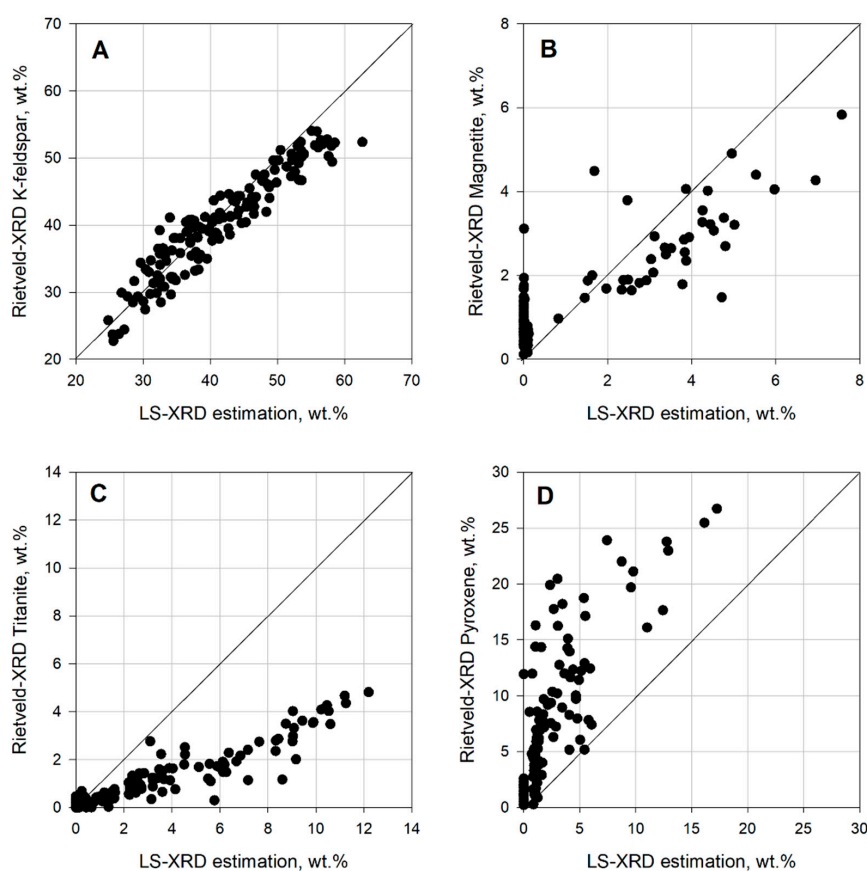 A
Rietveld-XRD K-feldspar, wt.%
70
60
50
40
30
20
20 30 40 50 60 70
LS-XRD estimation, wt.%
B
Rietveld-XRD Magnetite, wt.%
8
6
4
2
0
0 2 4 6 8
LS-XRD estimation, wt.%
C
Rietveld-XRD Titanite, wt.%
14
12
10
8
6
4
2
0
0 2 4 6 8 10 12 14
LS-XRD estimation, wt.%
D
Rietveld-XRD Pyroxene, wt.%
30
25
20
15
10
5
0
0 5 10 15 20 25 30
LS-XRD estimation, wt.%